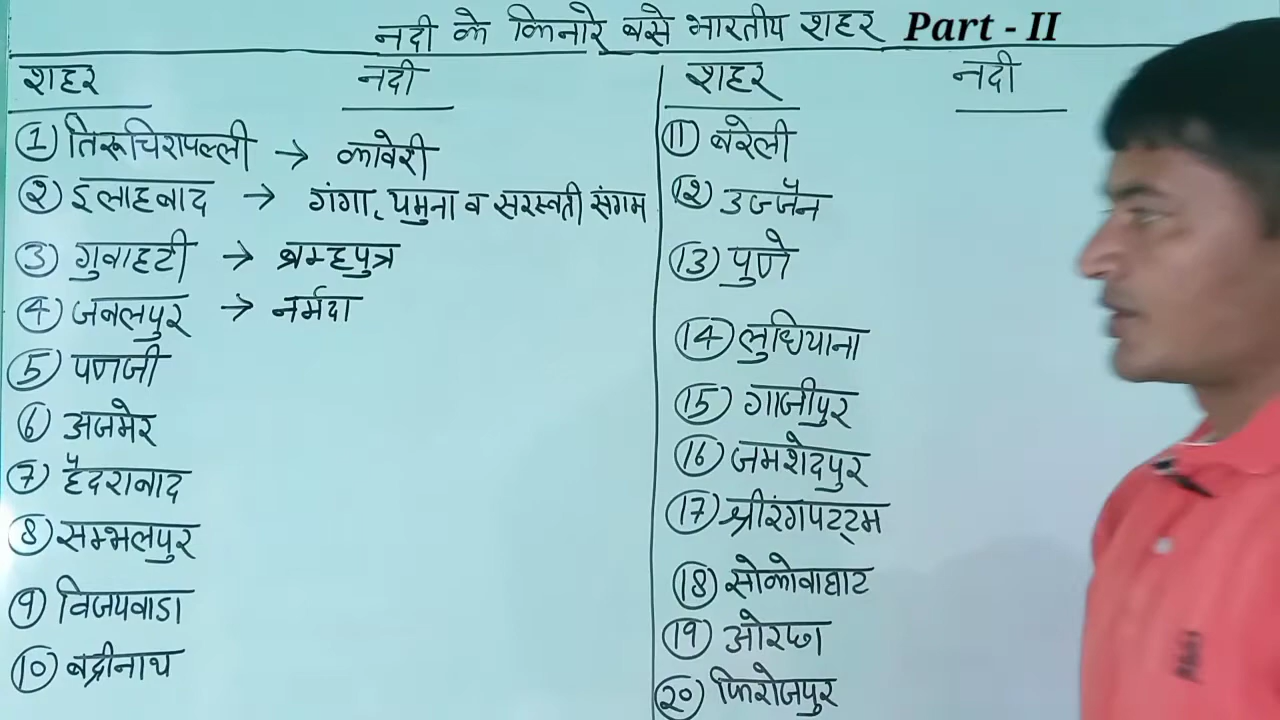 नदी के किनारे बसे भारतीय शहर Part - II
शहर नदी
① तिरूचिरापल्ली → कावेरी
② इलाहबाद → गंगा, यमुना व सरस्वती संगम
③ गुवाहटी → ब्रम्हपुत्र
④ जबलपुर → नर्मदा
⑤ पणजी
⑥ अजमेर
⑦ हैदराबाद
⑧ सम्भलपुर
⑨ विजयवाडा
⑩ बद्रीनाथ
शहर नदी
⑪ बरेली
⑫ उज्जैन
⑬ पुणे
⑭ लुधियाना
⑮ गाजीपुर
⑯ जमशेदपुर
⑰ श्रीरंगपट्टम
⑱ सोकोवाघाट
⑲ ओरछा
⑳ फिरोजपुर